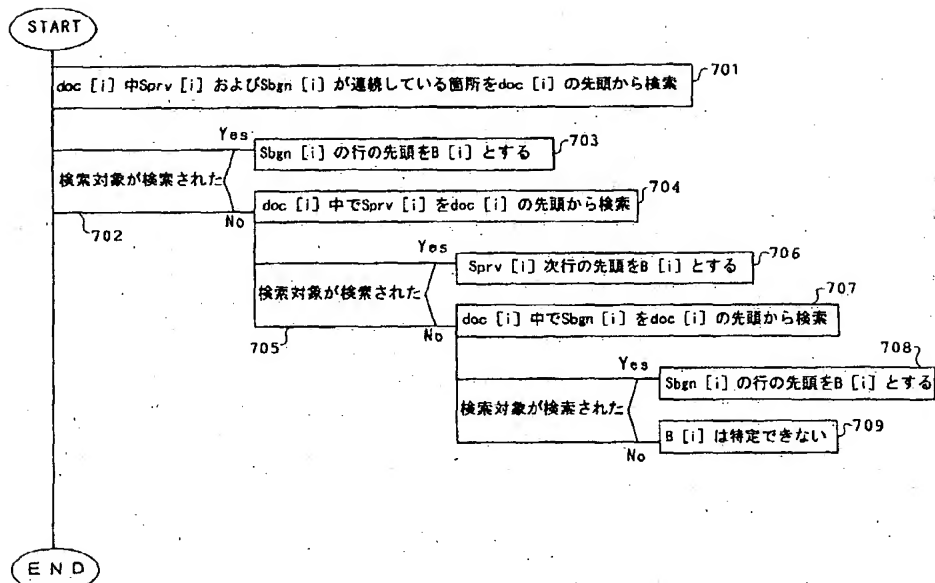 START
doc [i] 中Sprv [i] およびSbgn [i] が連続している箇所をdoc [i] の先頭から検索
701
Yes
Sbgn [i] の行の先頭をB [i] とする
703
検索対象が検索された
702
No
doc [i] 中でSprv [i] をdoc [i] の先頭から検索
704
Yes
Sprv [i] 次行の先頭をB [i] とする
706
検索対象が検索された
705
No
doc [i] 中でSbgn [i] をdoc [i] の先頭から検索
707
Yes
Sbgn [i] の行の先頭をB [i] とする
708
検索対象が検索された
No
B [i] は特定できない
709
END